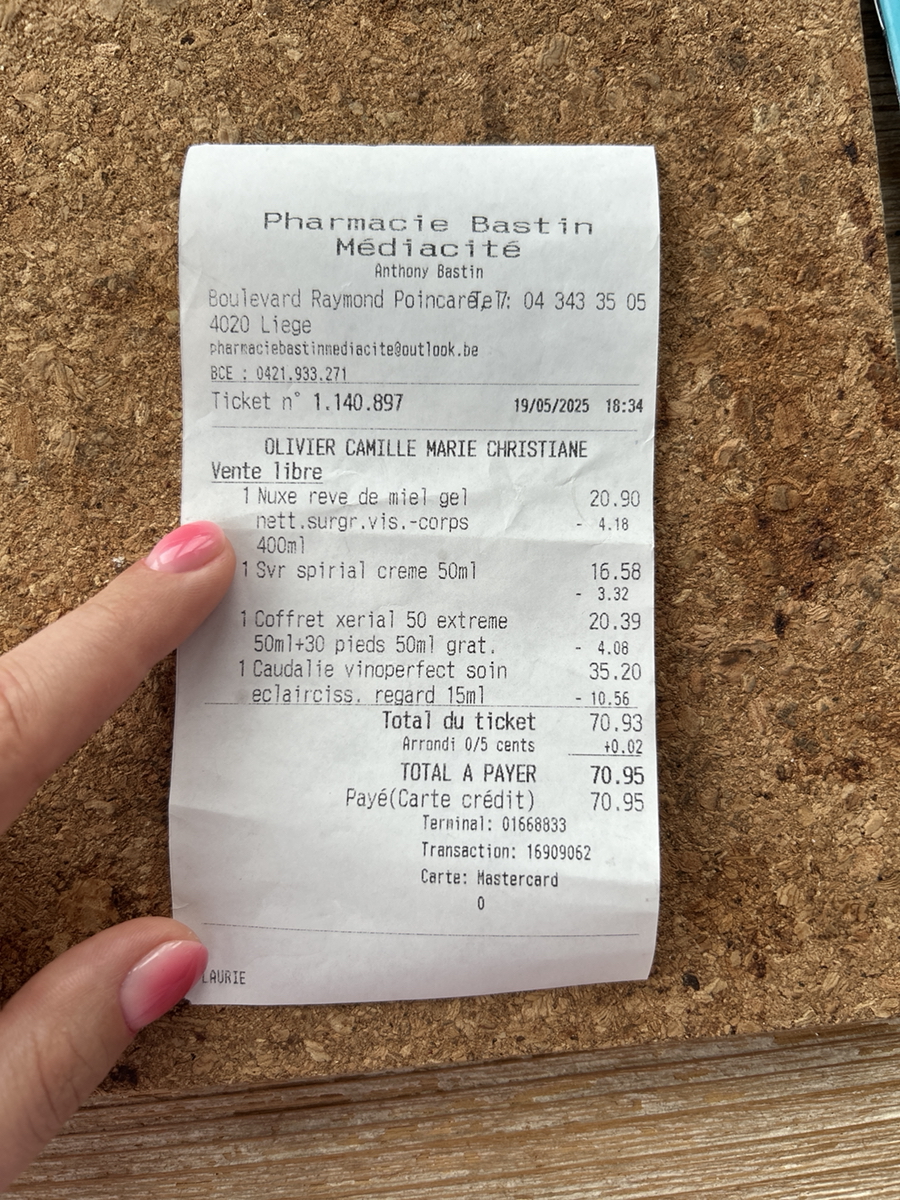 Pharmacie Bastin
Médiacité
Anthony Bastin
Boulevard Raymond Poincaré, 7 Tel: 04 343 35 05
4020 Liege
pharmaciebastinmediacite@outlook.be
BCE : 0421.933.271
Ticket n° 1.140.897 19/05/2025 18:34
OLIVIER CAMILLE MARIE CHRISTIANE
Vente libre
1 Nuxe reve de miel gel 20.90
nett.surgr.vis.-corps - 4.18
400ml
1 Svr spirial creme 50ml 16.58
- 3.32
1 Coffret xerial 50 extreme 20.39
50ml+30 pieds 50ml grat. - 4.08
1 Caudalie vinoperfect soin 35.20
eclairciss. regard 15ml - 10.56
Total du ticket 70.93
Arrondi 0/5 cents +0.02
TOTAL A PAYER 70.95
Payé(Carte crédit) 70.95
Terminal: 01668833
Transaction: 16909062
Carte: Mastercard
0
LAURIE